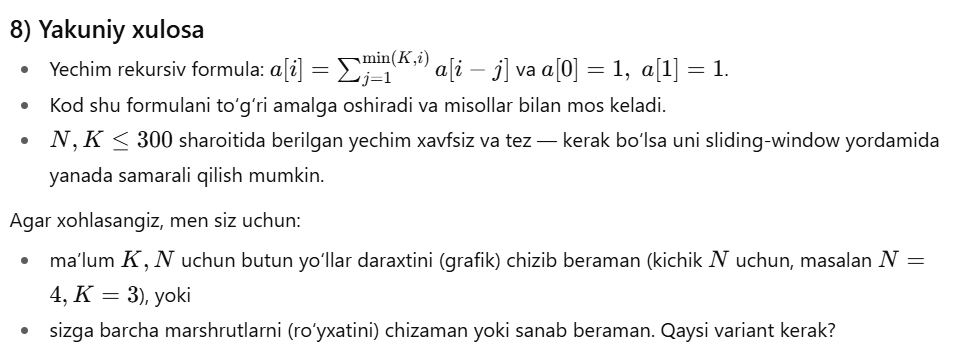 8) Yakuniy xulosa
• Yechim rekursiv formula: a[i] = ∑_{j=1}^{min(K,i)} a[i − j] va a[0] = 1, a[1] = 1.
• Kod shu formulani to‘g‘ri amalga oshiradi va misollar bilan mos keladi.
• N, K ≤ 300 sharoitida berilgan yechim xavfsiz va tez — kerak bo‘lsa uni sliding-window yordamida
yanada samarali qilish mumkin.
Agar xohlasangiz, men siz uchun:
• ma’lum K, N uchun butun yo‘llar daraxtini (grafik) chizib beraman (kichik N uchun, masalan N =
4, K = 3), yoki
• sizga barcha marshrutlarni (ro‘yxatini) chizaman yoki sanab beraman. Qaysi variant kerak?